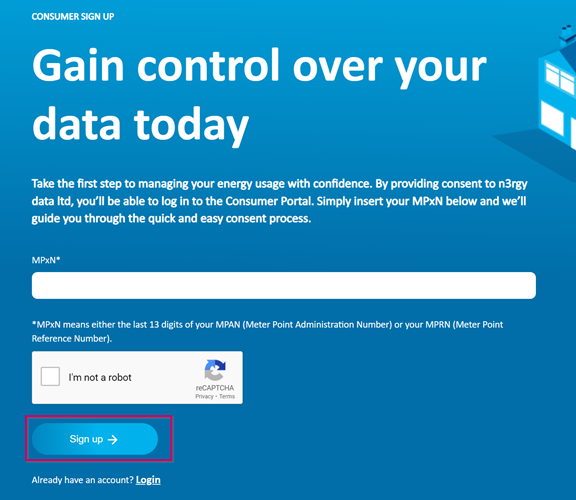 CONSUMER SIGN UP
Gain control over your
data today
Take the first step to managing your energy usage with confidence. By providing consent to n3rgy
data ltd, you'll be able to log in to the Consumer Portal. Simply insert your MPxN below and we'll
guide you through the quick and easy consent process.
MPxN*
*MPxN means either the last 13 digits of your MPAN (Meter Point Administration Number) or your MPRN (Meter Point
Reference Number).
I'm not a robot
reCAPTCHA
Privacy - Terms
Sign up →
Already have an account? Login